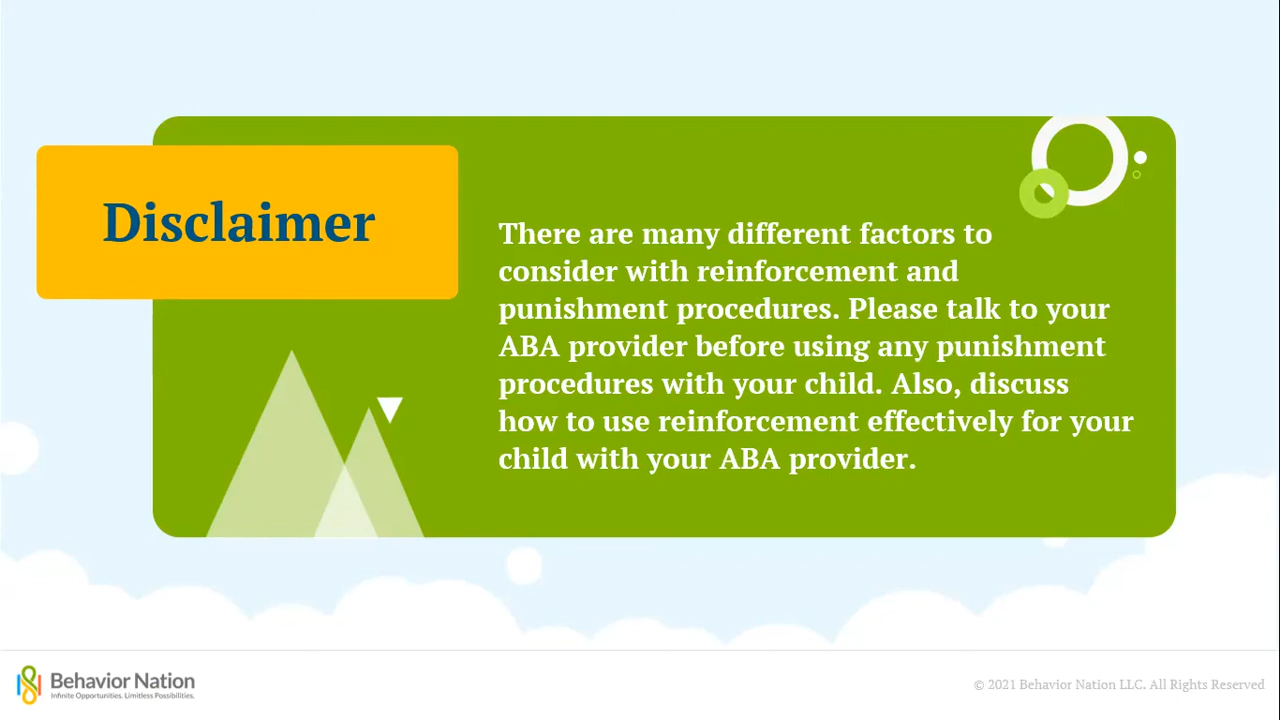 Disclaimer
There are many different factors to
consider with reinforcement and
punishment procedures. Please talk to your
ABA provider before using any punishment
procedures with your child. Also, discuss
how to use reinforcement effectively for your
child with your ABA provider.
Behavior Nation
Infinite Opportunities. Limitless Possibilities.
© 2021 Behavior Nation LLC. All Rights Reserved